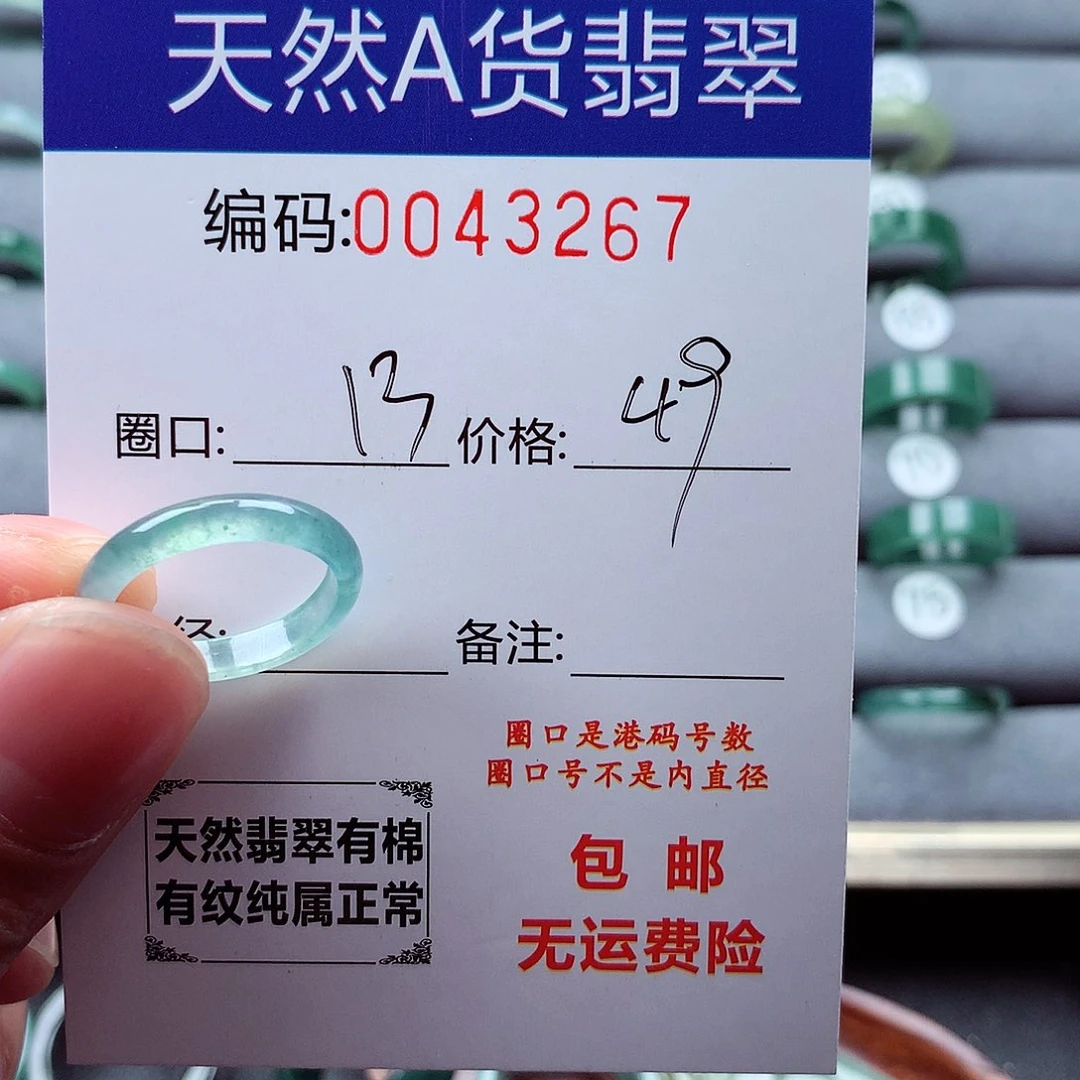 天然A货翡翠
编码:0043267
圈口: 13 价格: 49
径: 备注:
圈口是港码号数
圈口号不是内直径
天然翡翠有棉
有纹纯属正常
包 邮
无运费险